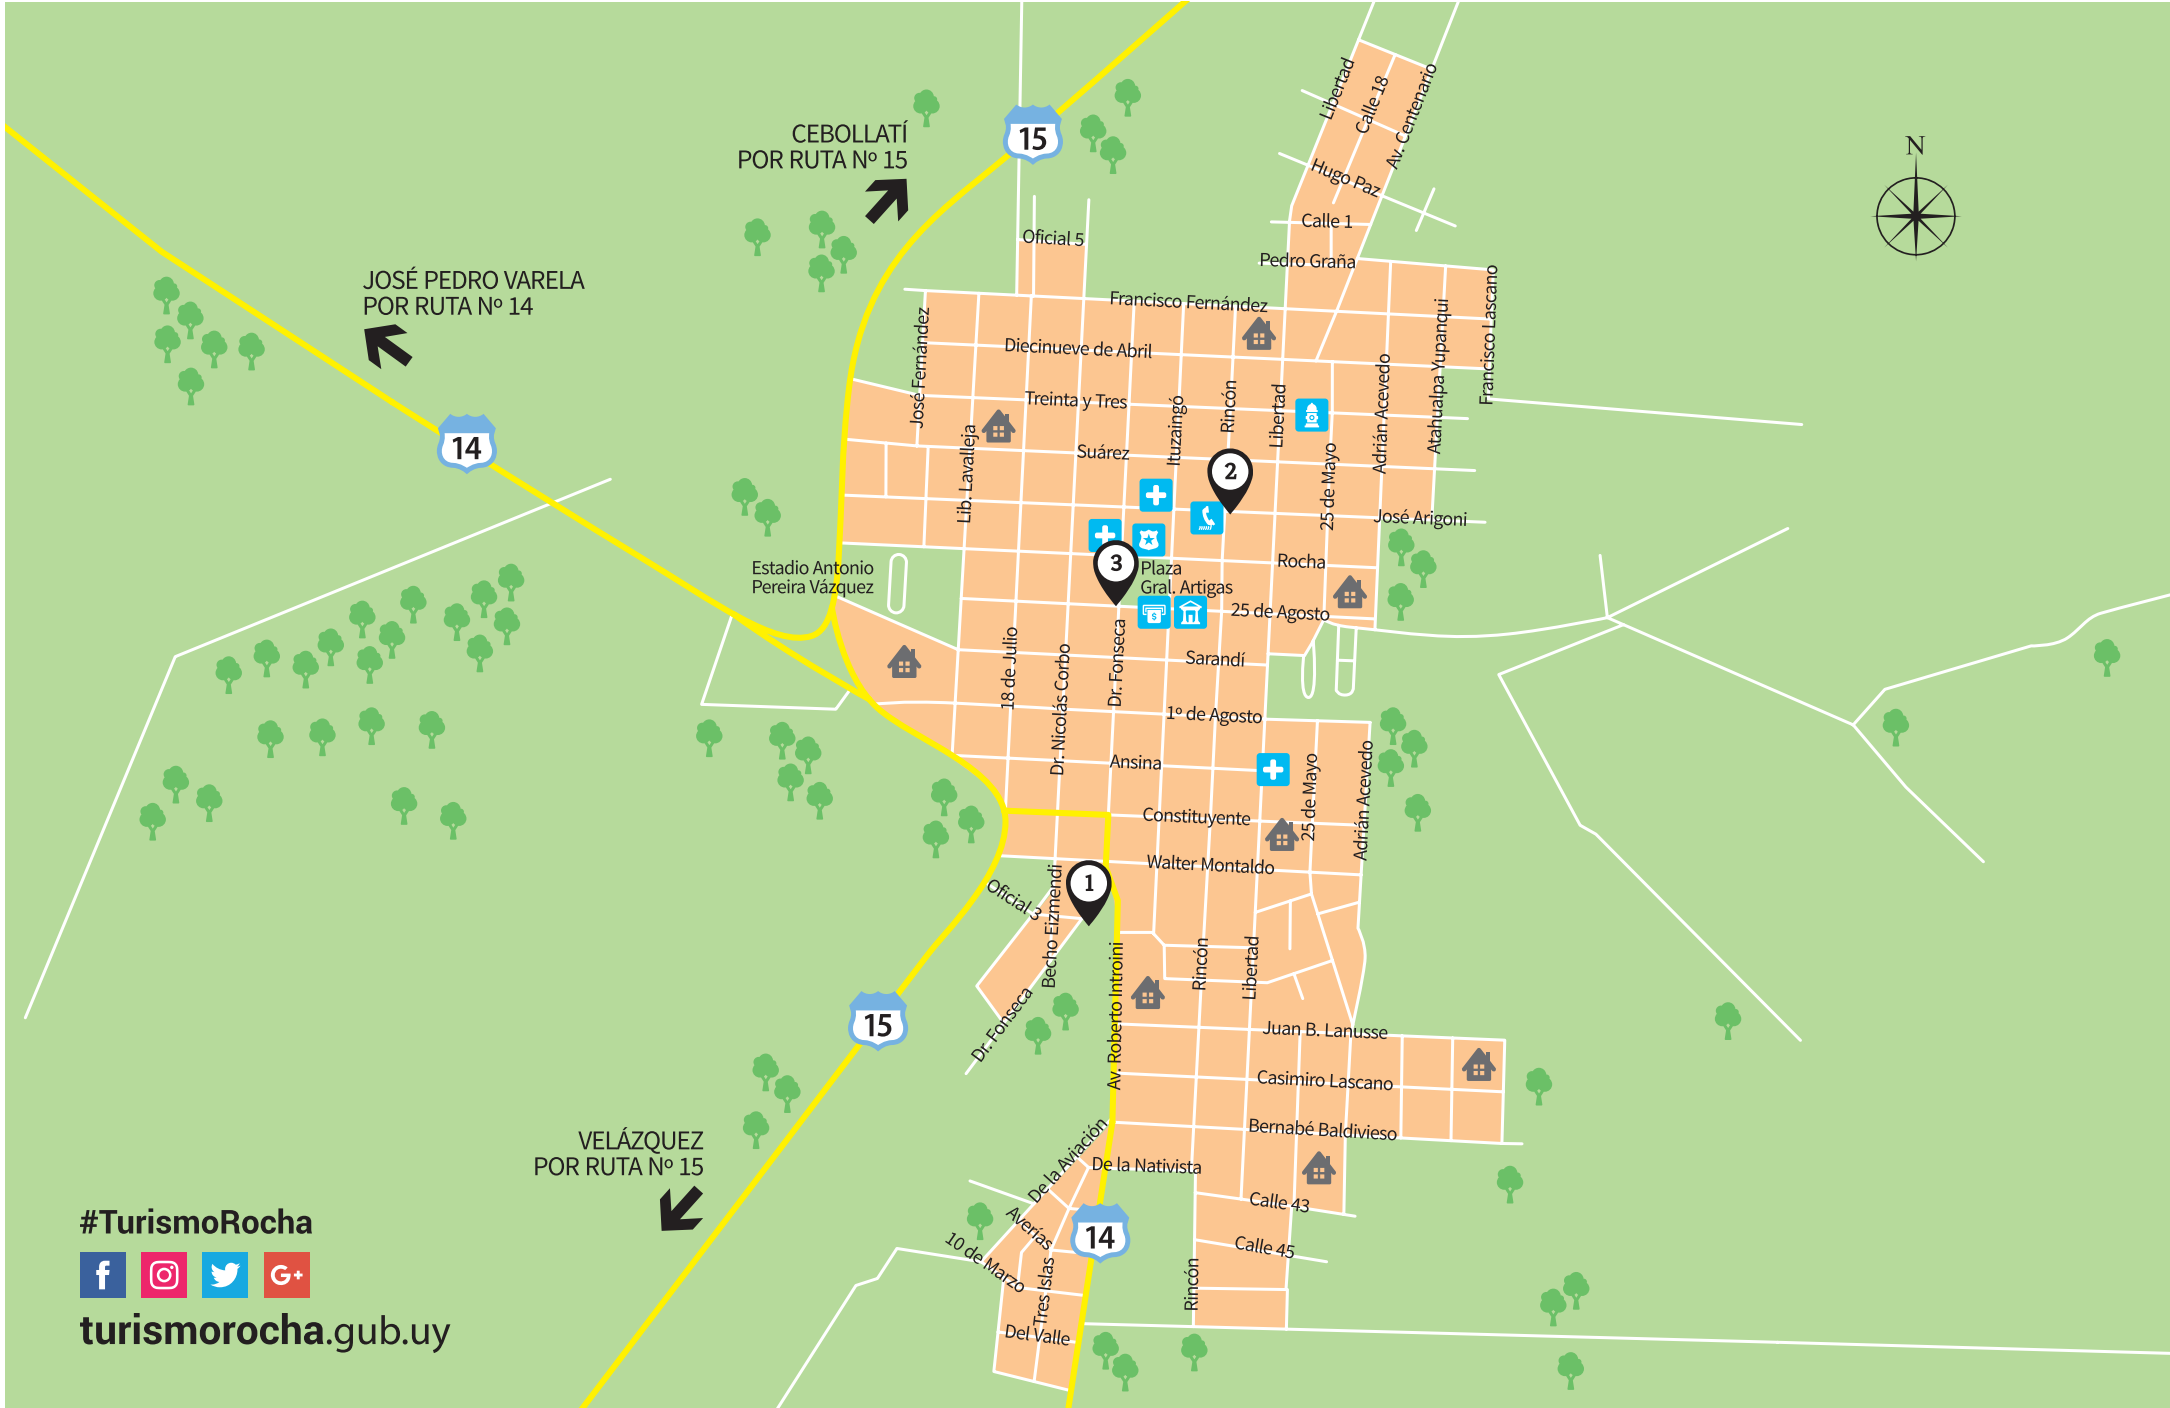 Libertad
Calle 18
Av. Centenario
15
CEBOLLATÍ
POR RUTA Nº 15
N
Hugo Paz
Calle 1
Oficial 5
Pedro Graña
JOSÉ PEDRO VARELA
POR RUTA Nº 14
Francisco Fernández
José Fernández
Diecinueve de Abril
Atahualpa Yupanqui
Francisco Lascano
Treinta y Tres
Ituzaingó
Rincón
Libertad
Adrián Acevedo
14
Lib. Lavalleja
Suárez
2
25 de Mayo
José Arigoni
Estadio Antonio
Pereira Vázquez
3
Plaza
Gral. Artigas
Rocha
$
25 de Agosto
18 de Julio
Dr. Nicolás Corbo
Dr. Fonseca
Sarandí
1º de Agosto
Ansina
25 de Mayo
Adrián Acevedo
Constituyente
Walter Montaldo
1
Oficial 3
Becho Eizmendi
Rincón
Libertad
Av. Roberto Introini
Dr. Fonseca
15
Juan B. Lanusse
Casimiro Lascano
Bernabé Baldivieso
VELÁZQUEZ
POR RUTA Nº 15
De la Aviación
De la Nativista
Calle 43
#TurismoRocha
Averías
14
Calle 45
10 de Marzo
Tres Islas
Rincón
f
G+
Del Valle
turismorocha.gub.uy